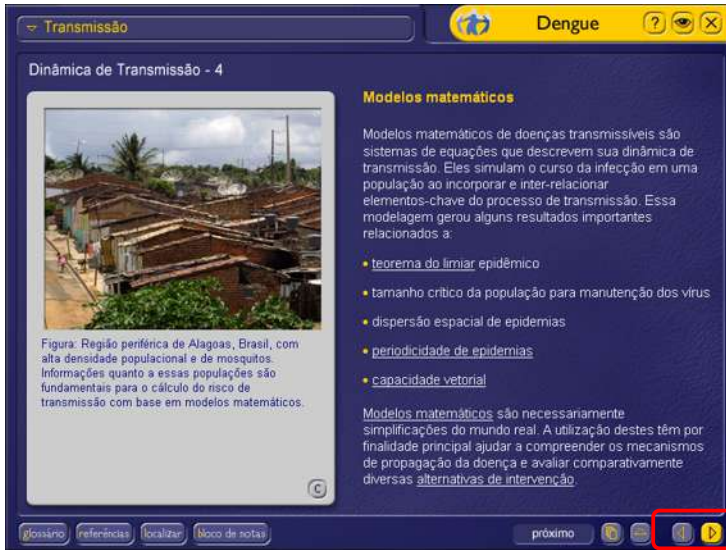 Transmissão
Dengue
?
Dinâmica de Transmissão - 4
Figura: Região periférica de Alagoas, Brasil, com
alta densidade populacional e de mosquitos.
Informações quanto a essas populações são
fundamentais para o cálculo do risco de
transmissão com base em modelos matemáticos.
C
Modelos matemáticos
Modelos matemáticos de doenças transmissíveis são
sistemas de equações que descrevem sua dinâmica de
transmissão. Eles simulam o curso da infecção em uma
população ao incorporar e inter-relacionar
elementos-chave do processo de transmissão. Essa
modelagem gerou alguns resultados importantes
relacionados a:
• teorema do limiar epidêmico
• tamanho crítico da população para manutenção dos vírus
• dispersão espacial de epidemias
• periodicidade de epidemias
• capacidade vetorial
Modelos matemáticos são necessariamente
simplificações do mundo real. A utilização destes têm por
finalidade principal ajudar a compreender os mecanismos
de propagação da doença e avaliar comparativamente
diversas alternativas de intervenção.
glossário referências localizar bloco de notas próximo